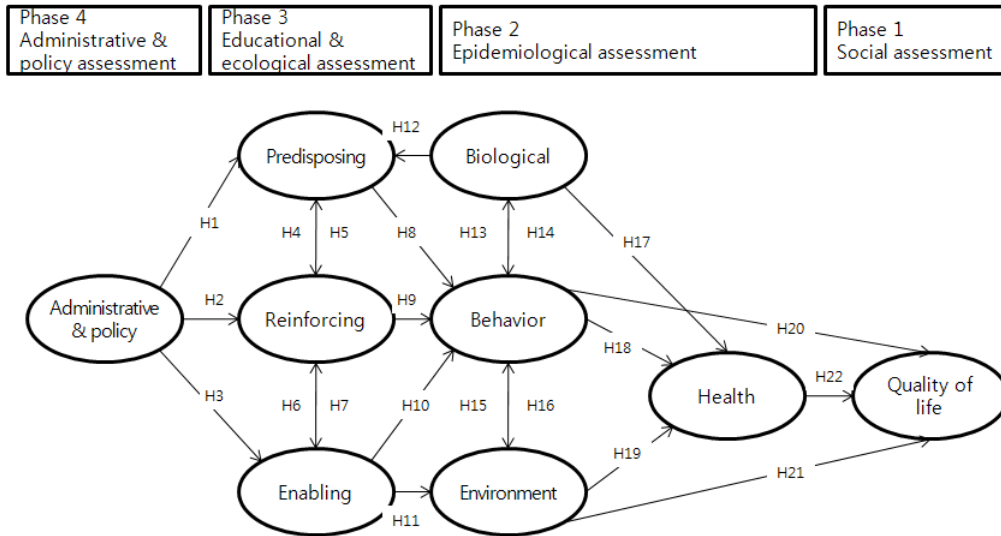 Phase 4
Administrative &
policy assessment
Phase 3
Educational &
ecological assessment
Phase 2
Epidemiological assessment
Phase 1
Social assessment
H12
Predisposing
Biological
H1
H4
H5
H8
H13
H14
H17
Administrative
& policy
H2
Reinforcing
H9
Behavior
H20
H18
H3
H6
H7
H10
H15
H16
Health
H22
Quality of
life
H19
H21
Enabling
Environment
H11